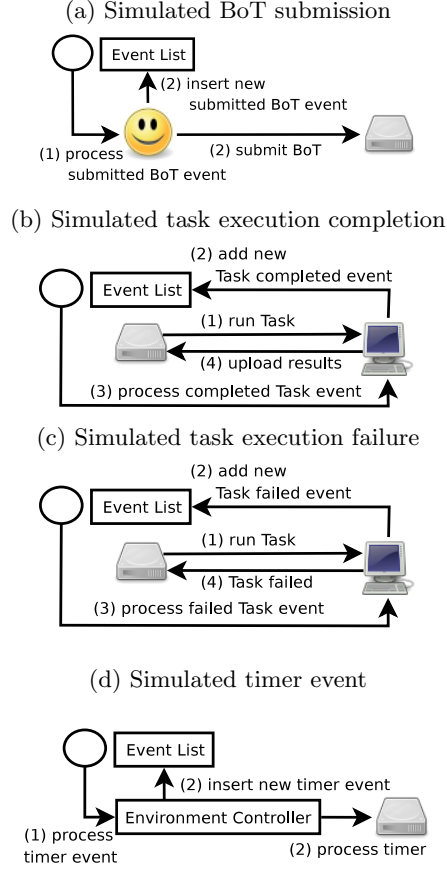 (a) Simulated BoT submission
Event List
(2) insert new
submitted BoT event
(1) process
submitted BoT event
(2) submit BoT
(b) Simulated task execution completion
(2) add new
Task completed event
Event List
(1) run Task
(4) upload results
(3) process completed Task event
(c) Simulated task execution failure
(2) add new
Task failed event
Event List
(1) run Task
(4) Task failed
(3) process failed Task event
(d) Simulated timer event
Event List
(2) insert new timer event
Environment Controller
(1) process
timer event
(2) process timer